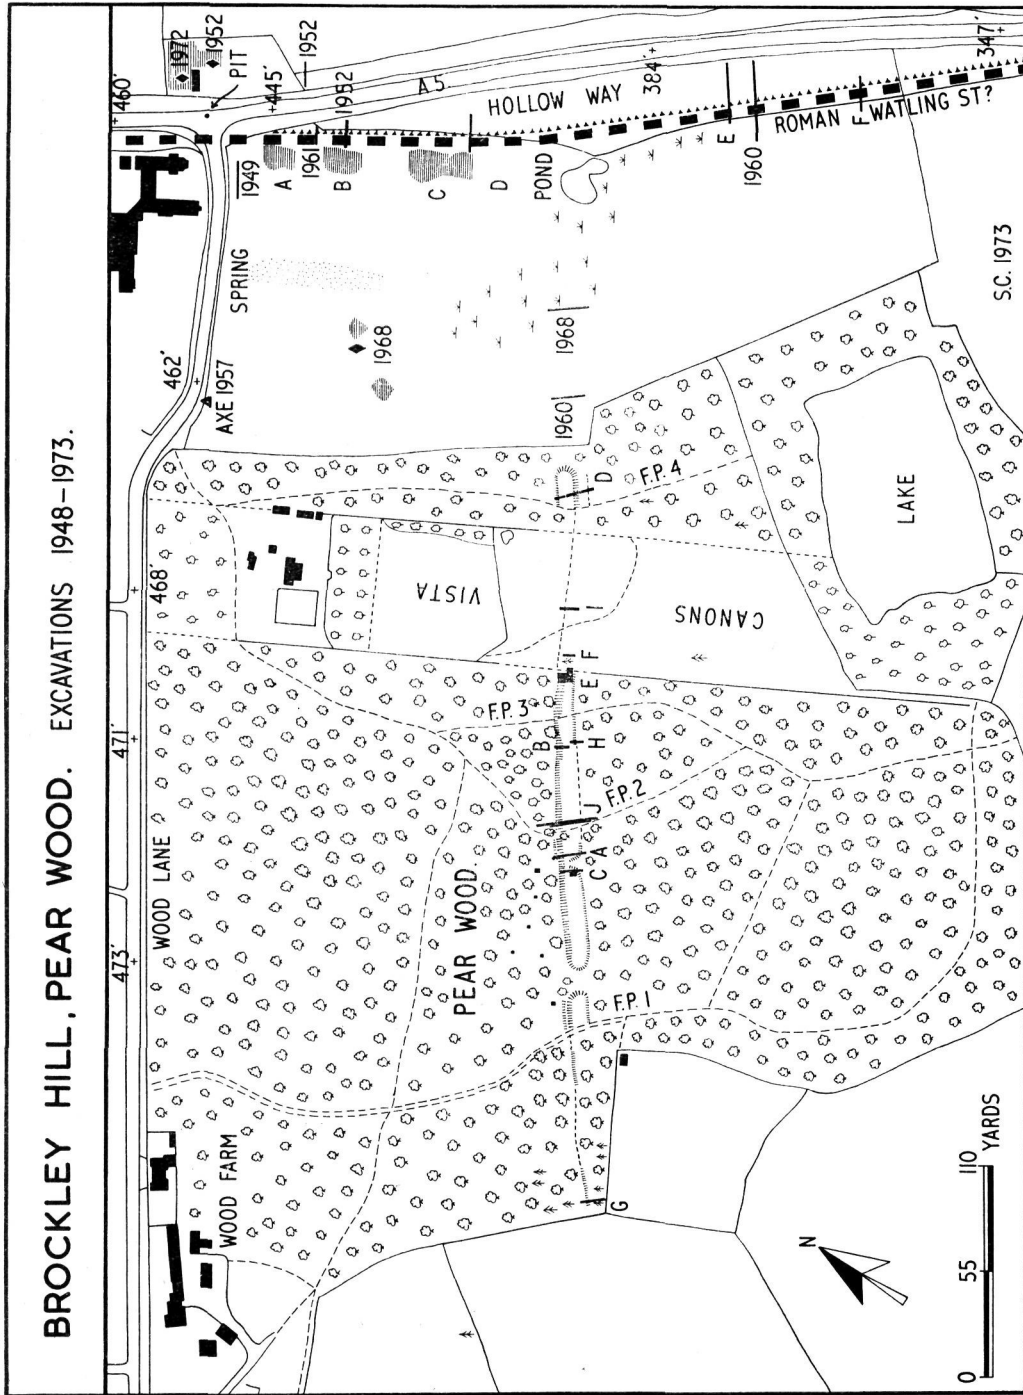 BROCKLEY HILL, PEAR WOOD. EXCAVATIONS 1948-1973.
473'
471'
468'
462'
460'
WOOD LANE
WOOD FARM
AXE 1957
SPRING
1972
1952
PIT
445'
1952
1949
A
1961
B
1952
C
D
1968
A 5
HOLLOW WAY
384'
347'
POND
E
1960
F
ROMAN WATLING ST?
1968
1960
VISTA
CANONS
PEAR WOOD.
F.P. 1
F.P. 2
F.P. 3
F.P. 4
G
C
A
J
B
H
E
F
I
D
LAKE
S.C. 1973
N
0 55 110
YARDS